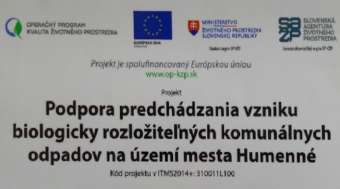 OPERAČNÝ PROGRAM
KVALITA ŽIVOTNÉHO PROSTREDIA
EURÓPSKA ÚNIA
MINISTERSTVO
ŽIVOTNÉHO PROSTREDIA
SLOVENSKEJ REPUBLIKY
SLOVENSKÁ
AGENTÚRA
ŽIVOTNÉHO
PROSTREDIA
Projekt je spolufinancovaný Európskou úniou
www.op-kzp.sk
Projekt
Podpora predchádzania vzniku
biologicky rozložiteľných komunálnych
odpadov na území mesta Humenné
Kód projektu v ITMS2014+: 310011L100